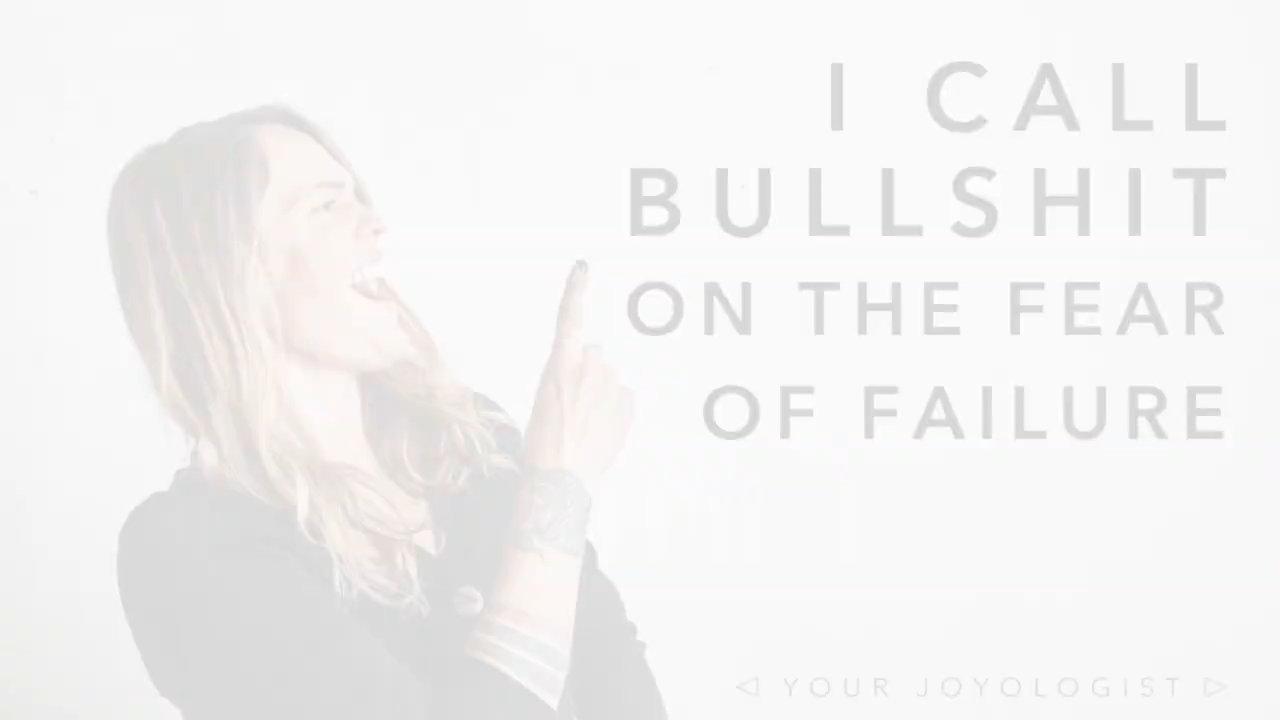 I CALL
BULLSHIT
ON THE FEAR
OF FAILURE
YOUR JOYOLOGIST